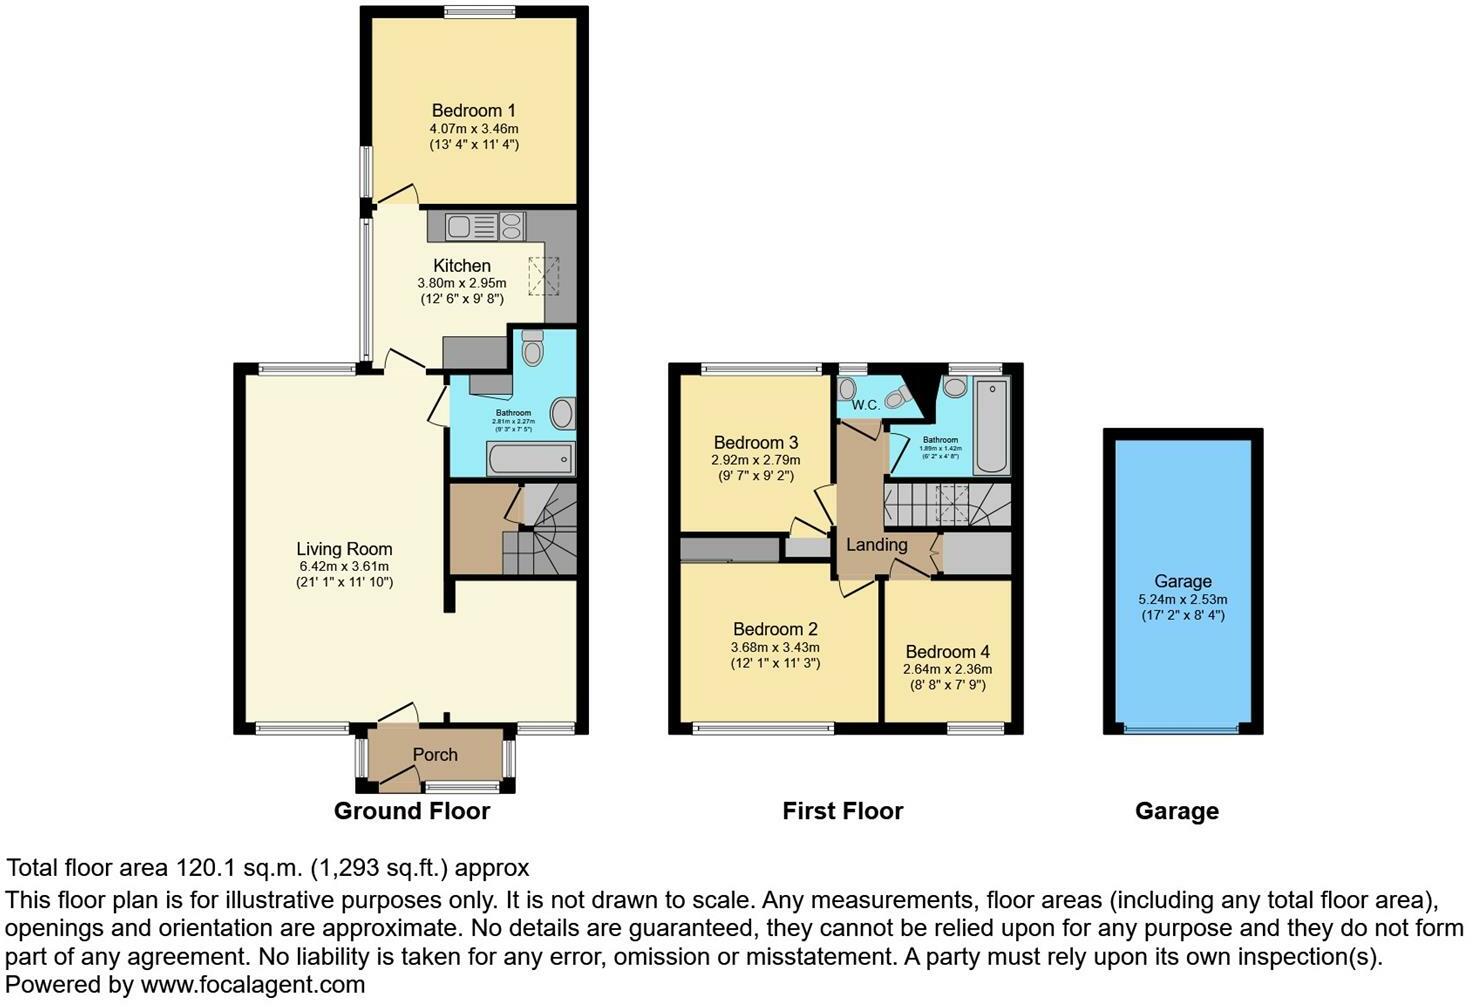 Bedroom 1
4.07m x 3.46m
(13' 4" x 11' 4")
Kitchen
3.80m x 2.95m
(12' 6" x 9' 8")
Bathroom
2.81m x 2.27m
(9' 3" x 7' 5")
Living Room
6.42m x 3.61m
(21' 1" x 11' 10")
Porch
Ground Floor
W.C.
Bathroom
1.89m x 1.42m
(6' 2" x 4' 8")
Bedroom 3
2.92m x 2.79m
(9' 7" x 9' 2")
Landing
Bedroom 2
3.68m x 3.43m
(12' 1" x 11' 3")
Bedroom 4
2.64m x 2.36m
(8' 8" x 7' 9")
First Floor
Garage
5.24m x 2.53m
(17' 2" x 8' 4")
Garage
Total floor area 120.1 sq.m. (1,293 sq.ft.) approx
This floor plan is for illustrative purposes only. It is not drawn to scale. Any measurements, floor areas (including any total floor area),
openings and orientation are approximate. No details are guaranteed, they cannot be relied upon for any purpose and they do not form
part of any agreement. No liability is taken for any error, omission or misstatement. A party must rely upon its own inspection(s).
Powered by www.focalagent.com